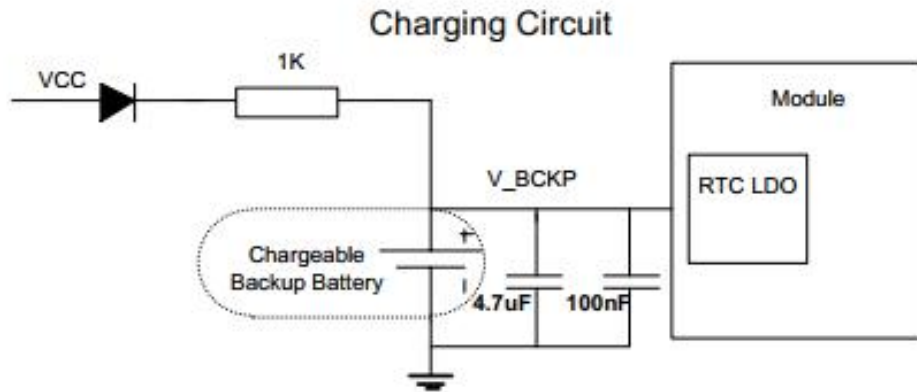 Charging Circuit
VCC
1K
Module
V_BCKP
RTC LDO
Chargeable
Backup Battery
+
-
4.7uF
100nF